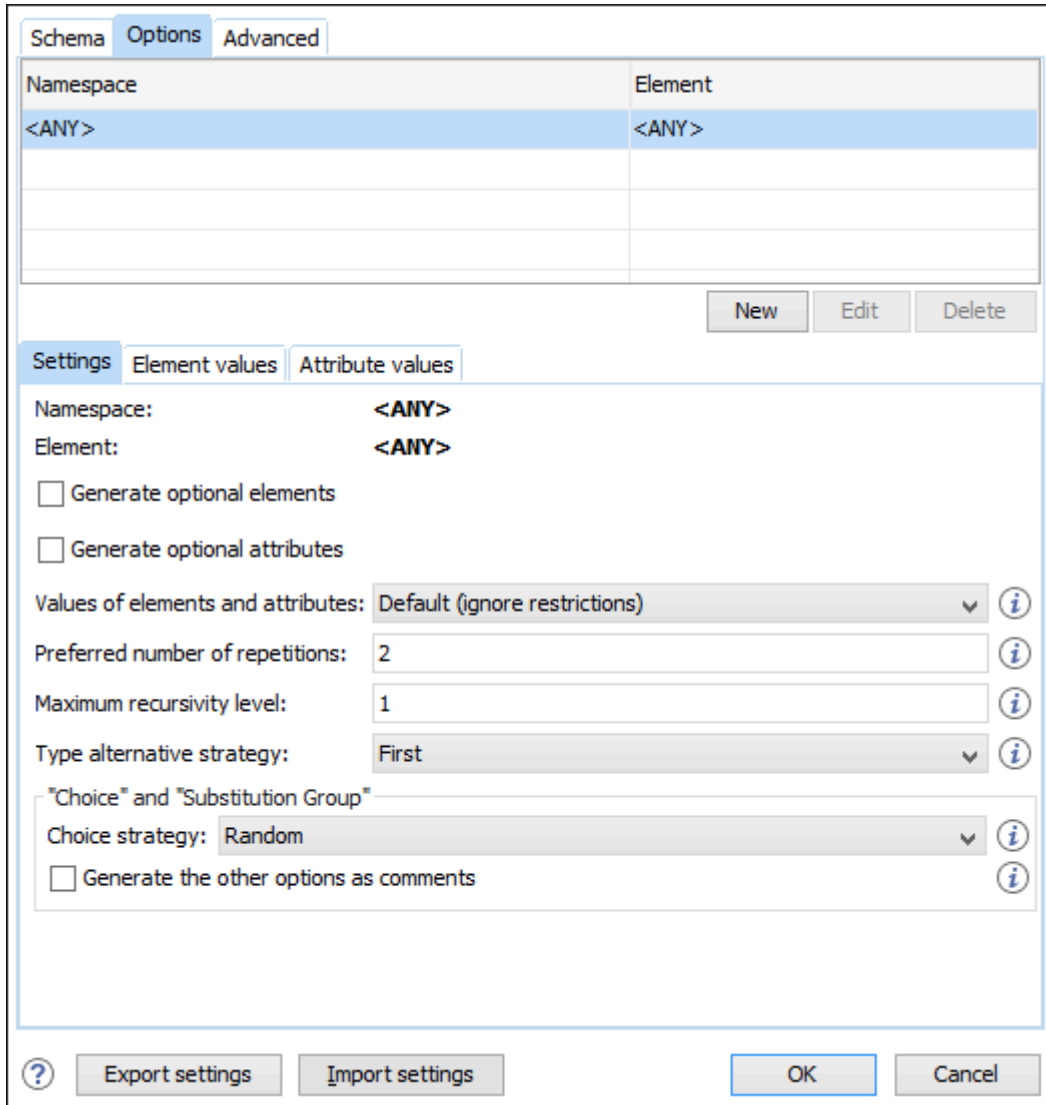 Schema Options Advanced
Namespace Element
<ANY> <ANY>
New Edit Delete
Settings Element values Attribute values
Namespace: <ANY>
Element: <ANY>
Generate optional elements
Generate optional attributes
Values of elements and attributes: Default (ignore restrictions)
Preferred number of repetitions: 2
Maximum recursivity level: 1
Type alternative strategy: First
"Choice" and "Substitution Group"
Choice strategy: Random
Generate the other options as comments
? Export settings Import settings OK Cancel